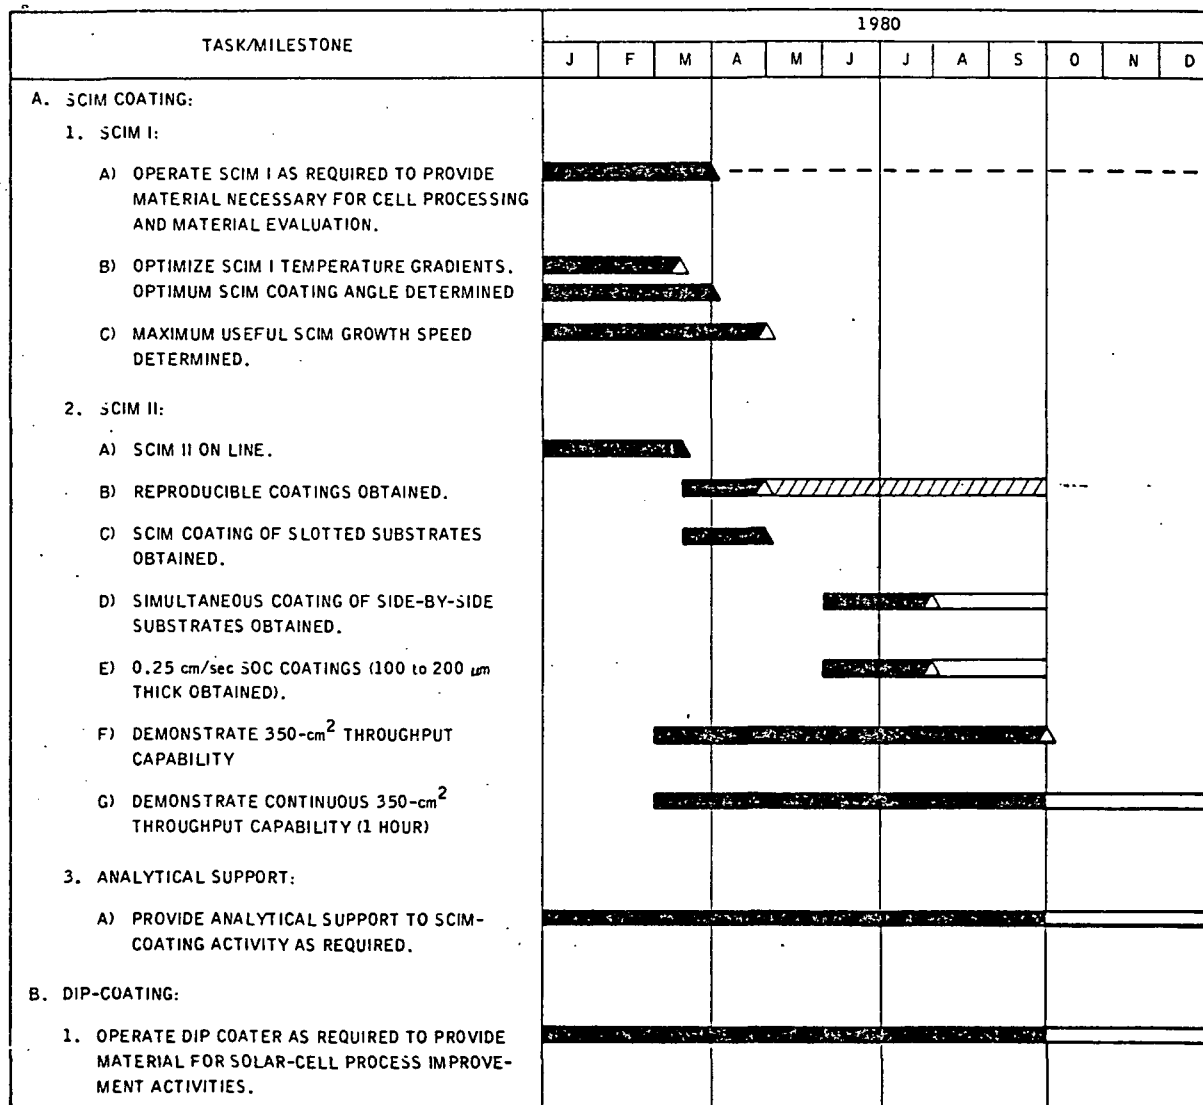 TASK/MILESTONE
1980
J F M A M J J A S O N D
A. SCIM COATING:
1. SCIM I:
A) OPERATE SCIM I AS REQUIRED TO PROVIDE
MATERIAL NECESSARY FOR CELL PROCESSING
AND MATERIAL EVALUATION.
B) OPTIMIZE SCIM I TEMPERATURE GRADIENTS.
OPTIMUM SCIM COATING ANGLE DETERMINED
C) MAXIMUM USEFUL SCIM GROWTH SPEED
DETERMINED.
2. SCIM II:
A) SCIM II ON LINE.
B) REPRODUCIBLE COATINGS OBTAINED.
C) SCIM COATING OF SLOTTED SUBSTRATES
OBTAINED.
D) SIMULTANEOUS COATING OF SIDE-BY-SIDE
SUBSTRATES OBTAINED.
E) 0.25 cm/sec SOC COATINGS (100 to 200 µm
THICK OBTAINED).
F) DEMONSTRATE 350-cm² THROUGHPUT
CAPABILITY
G) DEMONSTRATE CONTINUOUS 350-cm²
THROUGHPUT CAPABILITY (1 HOUR)
3. ANALYTICAL SUPPORT:
A) PROVIDE ANALYTICAL SUPPORT TO SCIM-
COATING ACTIVITY AS REQUIRED.
B. DIP-COATING:
1. OPERATE DIP COATER AS REQUIRED TO PROVIDE
MATERIAL FOR SOLAR-CELL PROCESS IMPROVE-
MENT ACTIVITIES.